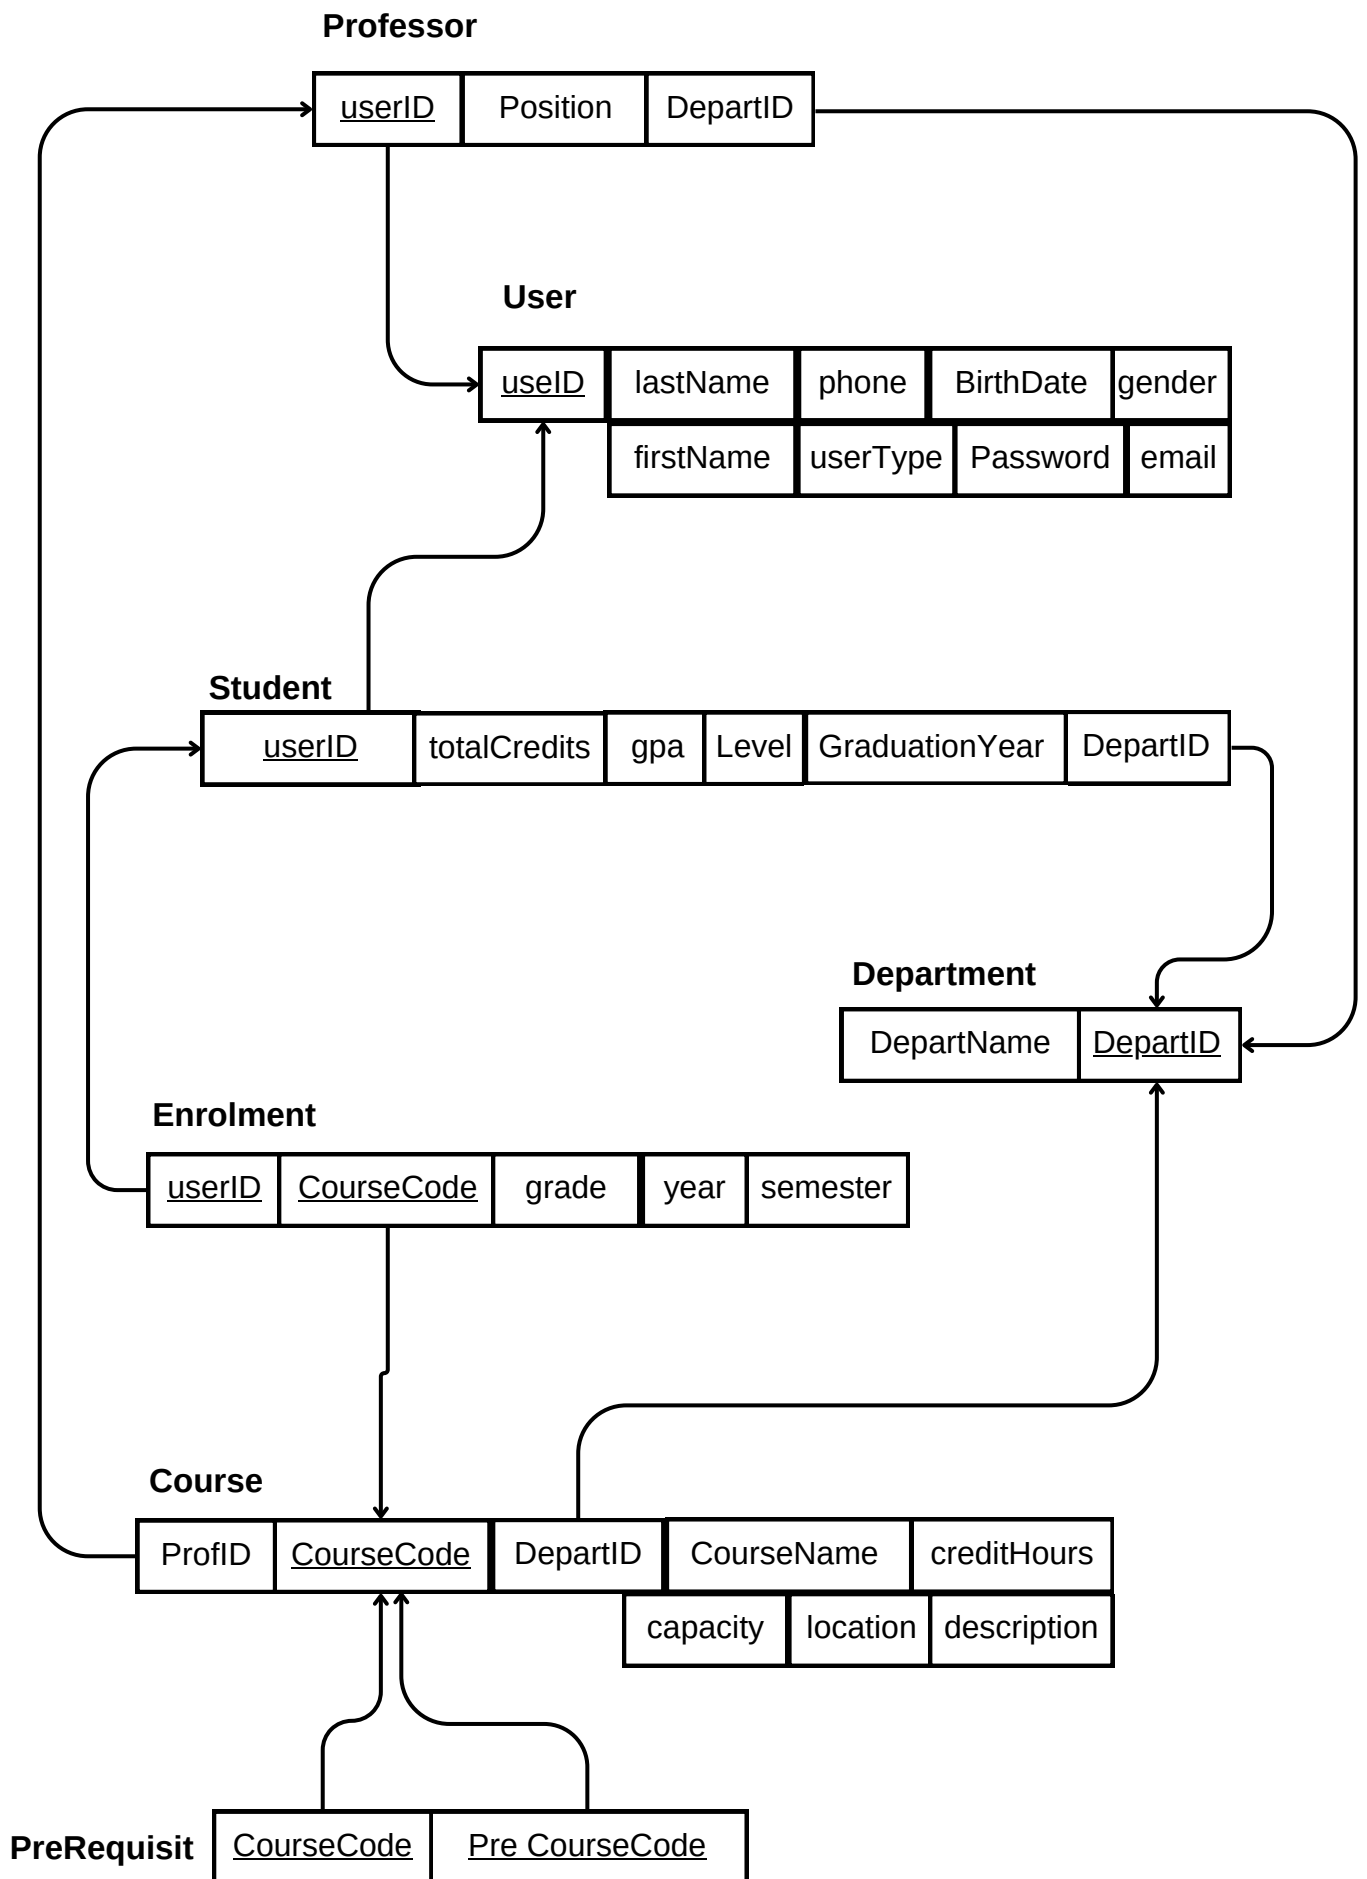 Professor
userID Position DepartID
User
useID lastName phone BirthDate gender
firstName userType Password email
Student
userID totalCredits gpa Level GraduationYear DepartID
Department
DepartName DepartID
Enrolment
userID CourseCode grade year semester
Course
ProfID CourseCode DepartID CourseName creditHours
capacity location description
PreRequisit CourseCode Pre CourseCode